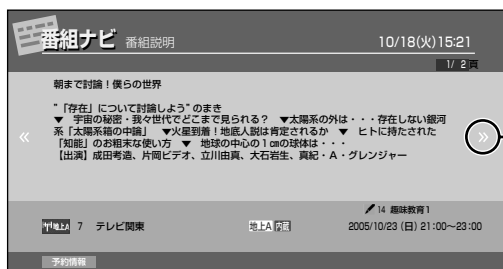 番組ナビ 番組説明 10/18(火)15:21
1/ 2頁
朝まで討論！僕らの世界
"「存在」について討論しよう"のまき
▼　宇宙の秘密・我々世代でどこまで見られる？　▼太陽系の外は・・・存在しない銀河
系「太陽系箱の中論」　▼火星到着！地底人説は肯定されるか　▼　ヒトに持たされた
「知能」のお粗末な使い方　▼　地球の中心の1㎝の球体は・・・
【出演】成田考造、片岡ビデオ、立川由真、大石岩生、真紀・A・グレンジャー
« »
14 趣味教育1
地上A 7 テレビ関東 地上A 内蔵 2005/10/23 (日) 21:00~23:00
予約情報